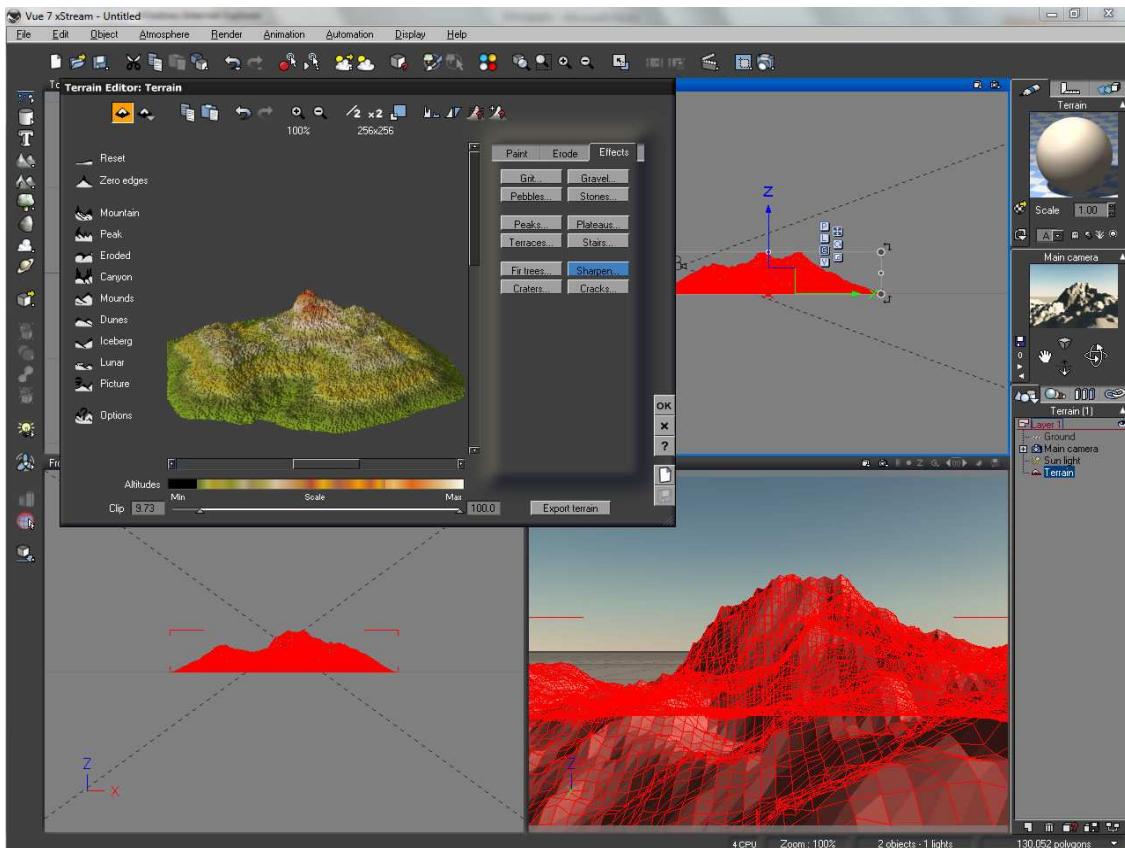 Vue 7 xStream - Untitled
File Edit Object Atmosphere Render Animation Automation Display Help
Terrain Editor: Terrain
100%
/2 x2
256x256
Reset
Zero edges
Mountain
Peak
Eroded
Canyon
Mounds
Dunes
Iceberg
Lunar
Picture
Options
Paint Erode Effects
Grit... Gravel...
Pebbles... Stones...
Peaks... Plateaus...
Terraces... Stairs...
Fir trees... Sharpen...
Craters... Cracks...
OK
?
Altitudes
Min Scale Max
Clip 9.73 100.0
Export terrain
Z
Z
X
Z
Terrain
Scale 1.00
Main camera
0
Terrain (1)
Layer 1
Ground
Main camera
Sun light
Terrain
4 CPU Zoom : 100% 2 objects - 1 lights 130,052 polygons